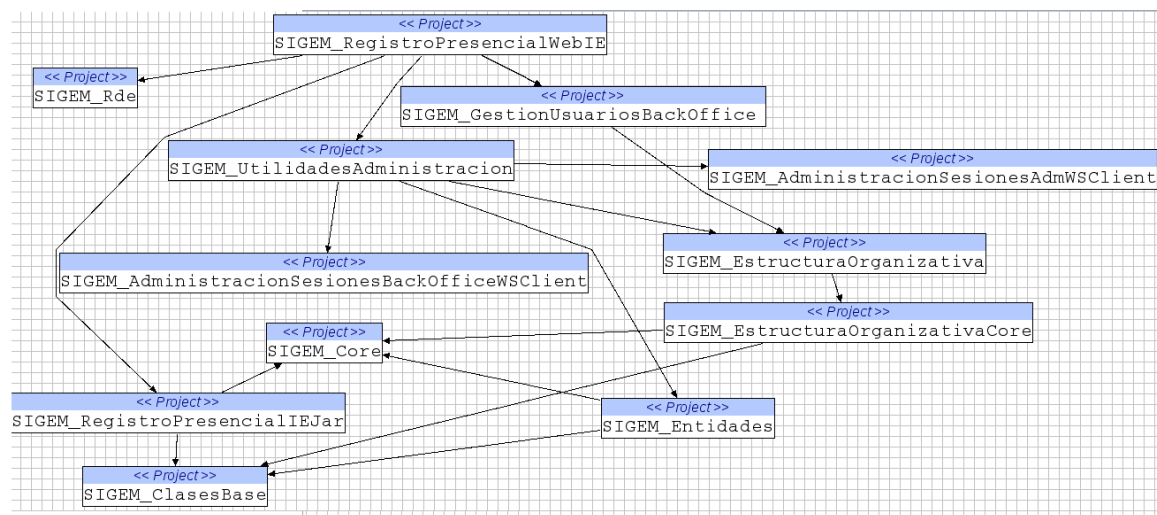 << Project >>
SIGEM_RegistroPresencialWebIE
<< Project >>
SIGEM_Rde
<< Project >>
SIGEM_GestionUsuariosBackOffice
<< Project >>
SIGEM_UtilidadesAdministracion
<< Project >>
SIGEM_AdministracionSesionesAdmWSClient
<< Project >>
SIGEM_EstructuraOrganizativa
<< Project >>
SIGEM_AdministracionSesionesBackOfficeWSClient
<< Project >>
SIGEM_EstructuraOrganizativaCore
<< Project >>
SIGEM_Core
<< Project >>
SIGEM_RegistroPresencialIEJar
<< Project >>
SIGEM_Entidades
<< Project >>
SIGEM_ClasesBase